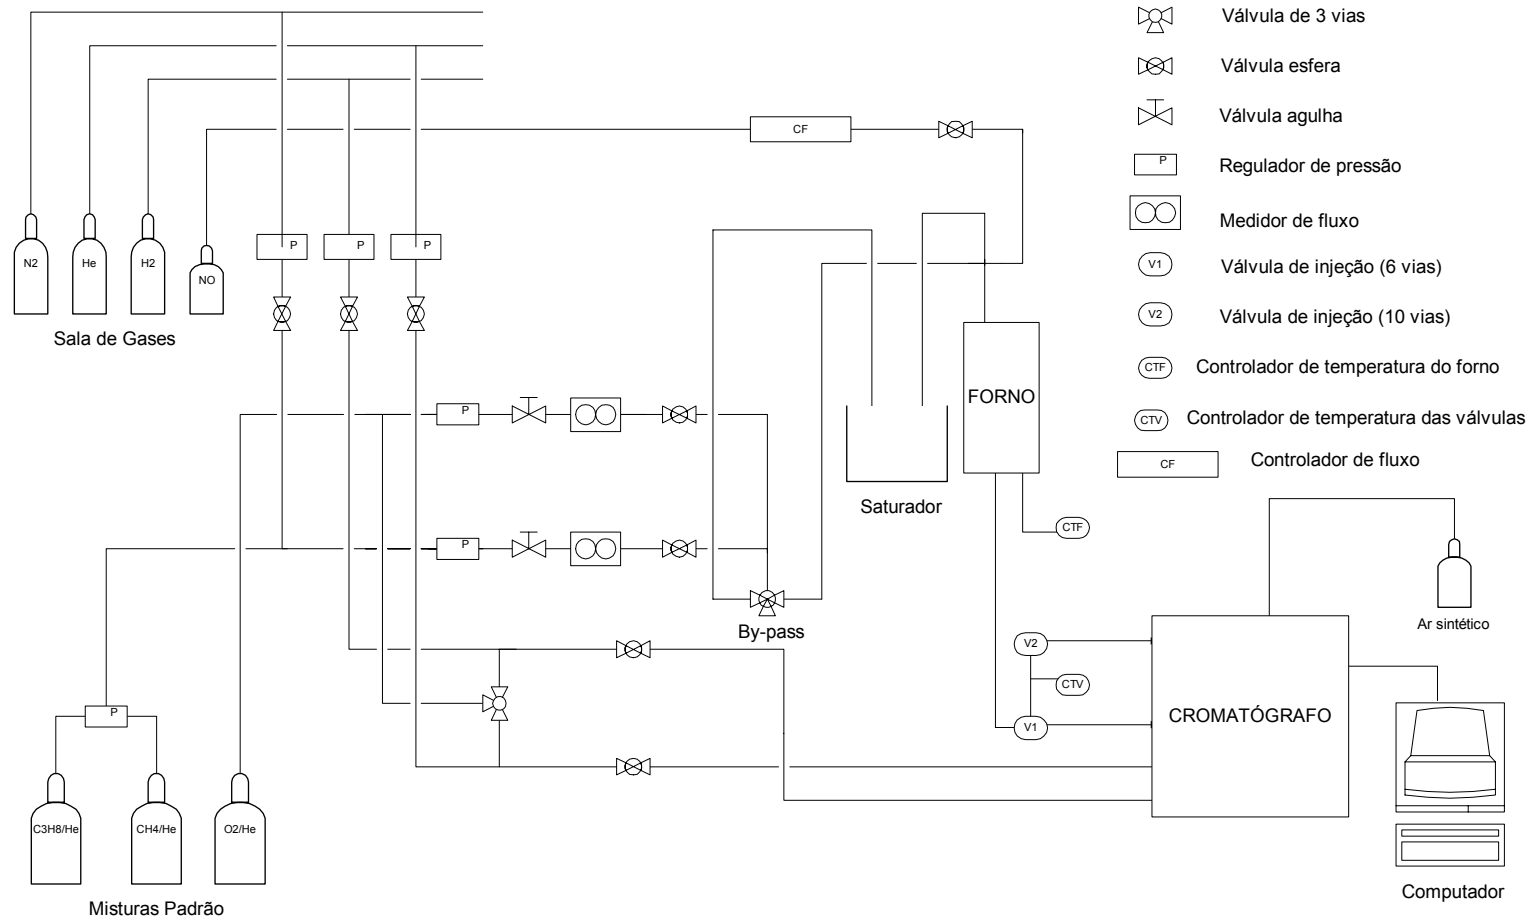 Válvula de 3 vias
Válvula esfera
Válvula agulha
P
Regulador de pressão
Medidor de fluxo
V1
Válvula de injeção (6 vias)
V2
Válvula de injeção (10 vias)
CTF
Controlador de temperatura do forno
CTV
Controlador de temperatura das válvulas
CF
Controlador de fluxo
CF
N2
He
H2
NO
P
P
P
Sala de Gases
P
FORNO
Saturador
P
CTF
By-pass
Ar sintético
V2
CTV
V1
CROMATÓGRAFO
P
C3H8/He
CH4/He
O2/He
Misturas Padrão
Computador